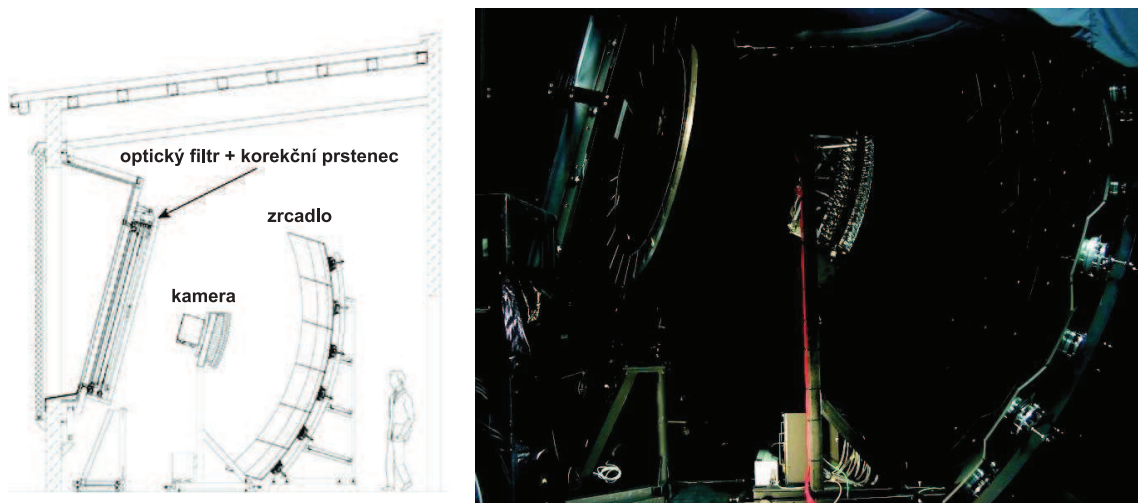 optický filtr + korekční prstenec
zrcadlo
kamera